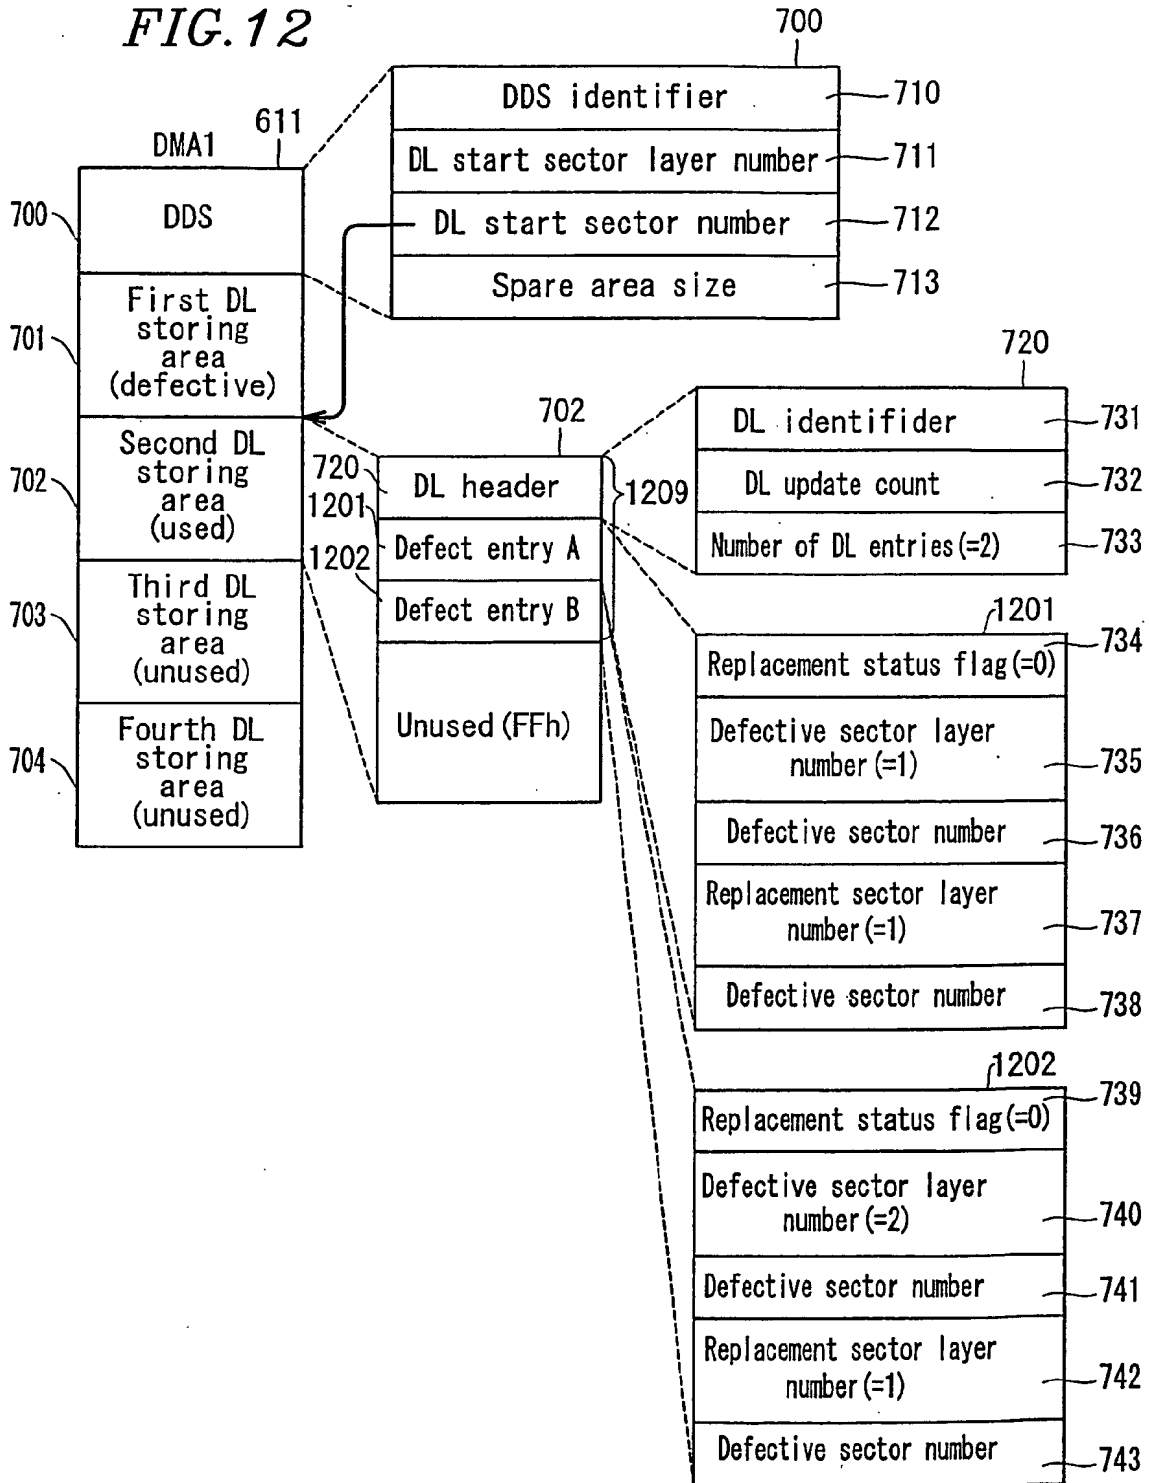 FIG.12
700
DDS identifier
710
DL start sector layer number
711
DL start sector number
712
Spare area size
713
DMA1
611
700
DDS
701
First DL
storing
area
(defective)
702
Second DL
storing
area
(used)
703
Third DL
storing
area
(unused)
704
Fourth DL
storing
area
(unused)
702
720
DL header
1209
1201
Defect entry A
1202
Defect entry B
Unused (FFh)
720
DL identifider
731
DL update count
732
Number of DL entries(=2)
733
1201
Replacement status flag(=0)
734
Defective sector layer
number(=1)
735
Defective sector number
736
Replacement sector layer
number(=1)
737
Defective sector number
738
1202
Replacement status flag(=0)
739
Defective sector layer
number(=2)
740
Defective sector number
741
Replacement sector layer
number(=1)
742
Defective sector number
743